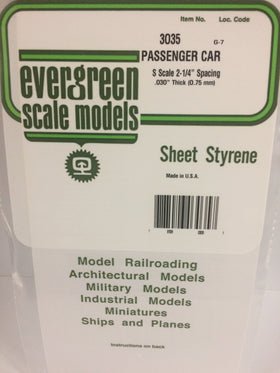 Item No. Loc. Code
3035 G-7
PASSENGER CAR
S Scale 2-1/4" Spacing
.030" Thick (0.75 mm)
evergreen
scale models
Sheet Styrene
Made in U.S.A.
Model Railroading
Architectural Models
Military Models
Industrial Models
Miniatures
Ships and Planes
Instructions on back